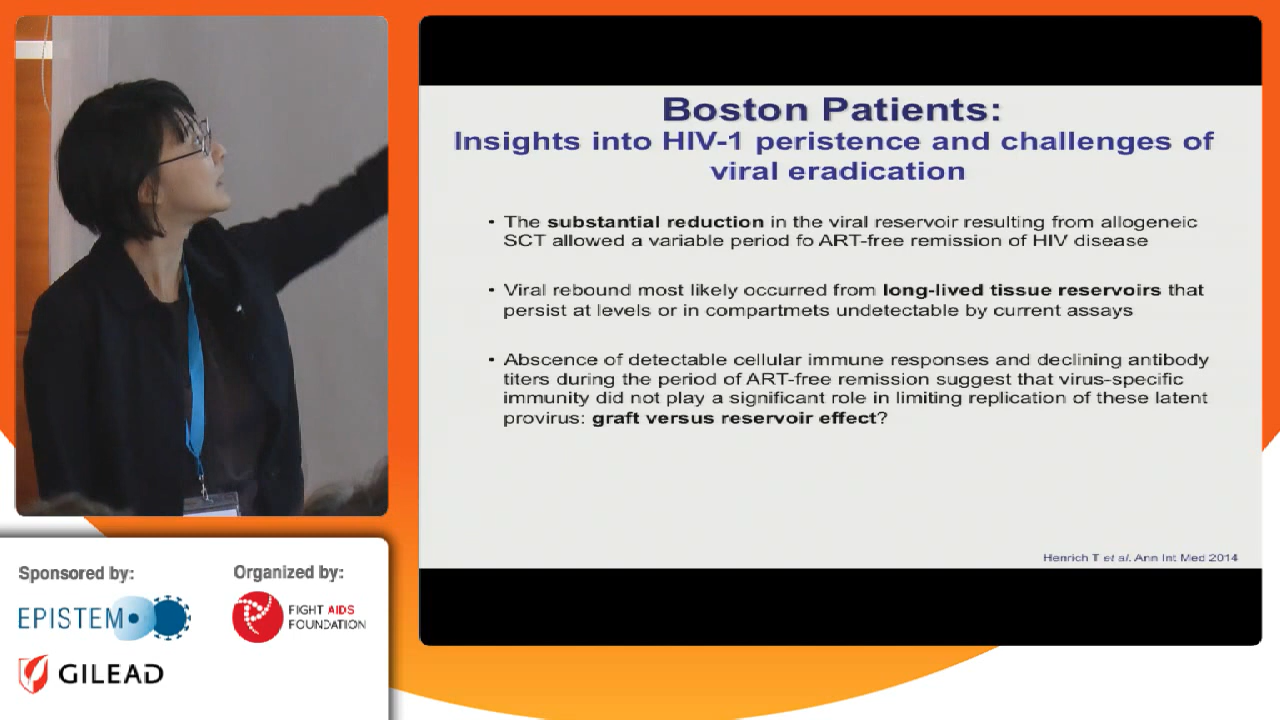 Boston Patients:
Insights into HIV-1 peristence and challenges of
viral eradication
• The substantial reduction in the viral reservoir resulting from allogeneic
SCT allowed a variable period fo ART-free remission of HIV disease
• Viral rebound most likely occurred from long-lived tissue reservoirs that
persist at levels or in compartmets undetectable by current assays
• Abscence of detectable cellular immune responses and declining antibody
titers during the period of ART-free remission suggest that virus-specific
immunity did not play a significant role in limiting replication of these latent
provirus: graft versus reservoir effect?
Henrich T et al. Ann Int Med 2014
Sponsored by:
EPISTEM
GILEAD
Organized by:
FIGHT AIDS
FOUNDATION